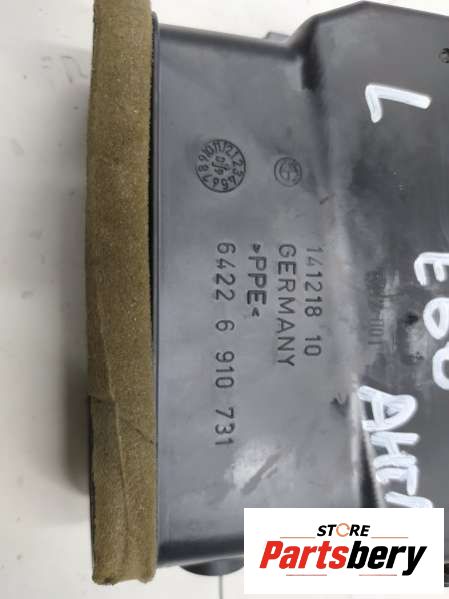 141218 10
GERMANY
>PPE<
6422 6 910 731
L
E60
STORE
Partsbery